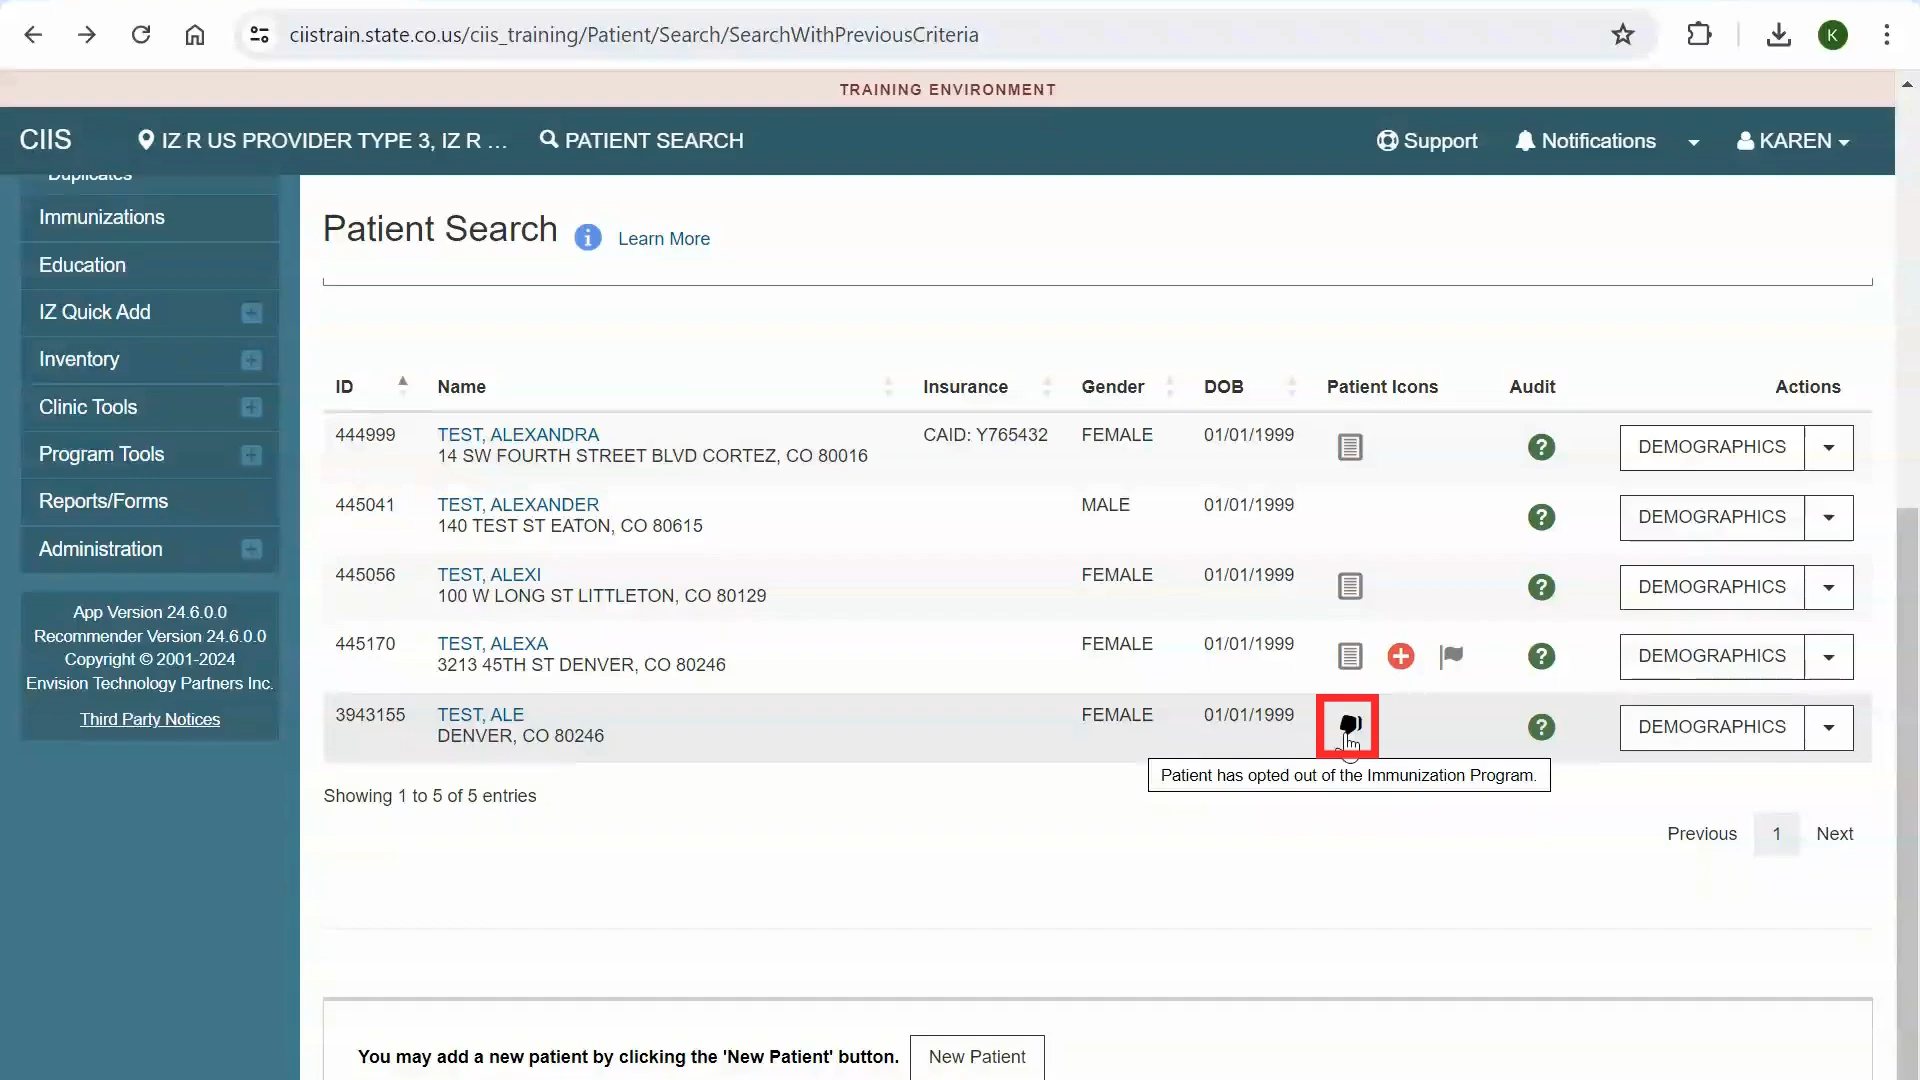 ciistrain.state.co.us/ciis_training/Patient/Search/SearchWithPreviousCriteria
K
TRAINING ENVIRONMENT
CIIS
IZ R US PROVIDER TYPE 3, IZ R ...
PATIENT SEARCH
Support
Notifications
KAREN
Duplicates
Immunizations
Education
IZ Quick Add
Inventory
Clinic Tools
Program Tools
Reports/Forms
Administration
App Version 24.6.0.0
Recommender Version 24.6.0.0
Copyright © 2001-2024
Envision Technology Partners Inc.
Third Party Notices
Patient Search
Learn More
ID Name Insurance Gender DOB Patient Icons Audit Actions
444999 TEST, ALEXANDRA CAID: Y765432 FEMALE 01/01/1999 ? DEMOGRAPHICS
14 SW FOURTH STREET BLVD CORTEZ, CO 80016
445041 TEST, ALEXANDER MALE 01/01/1999 ? DEMOGRAPHICS
140 TEST ST EATON, CO 80615
445056 TEST, ALEXI FEMALE 01/01/1999 ? DEMOGRAPHICS
100 W LONG ST LITTLETON, CO 80129
445170 TEST, ALEXA FEMALE 01/01/1999 ? DEMOGRAPHICS
3213 45TH ST DENVER, CO 80246
3943155 TEST, ALE FEMALE 01/01/1999 ? DEMOGRAPHICS
DENVER, CO 80246
Patient has opted out of the Immunization Program.
Showing 1 to 5 of 5 entries
Previous 1 Next
You may add a new patient by clicking the 'New Patient' button. New Patient